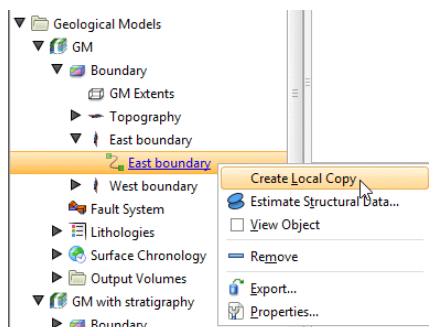 Geological Models
GM
Boundary
GM Extents
Topography
East boundary
East boundary
West boundary
Fault System
Lithologies
Surface Chronology
Output Volumes
GM with stratigraphy
Boundary
Create Local Copy
Estimate Structural Data...
View Object
Remove
Export...
Properties...